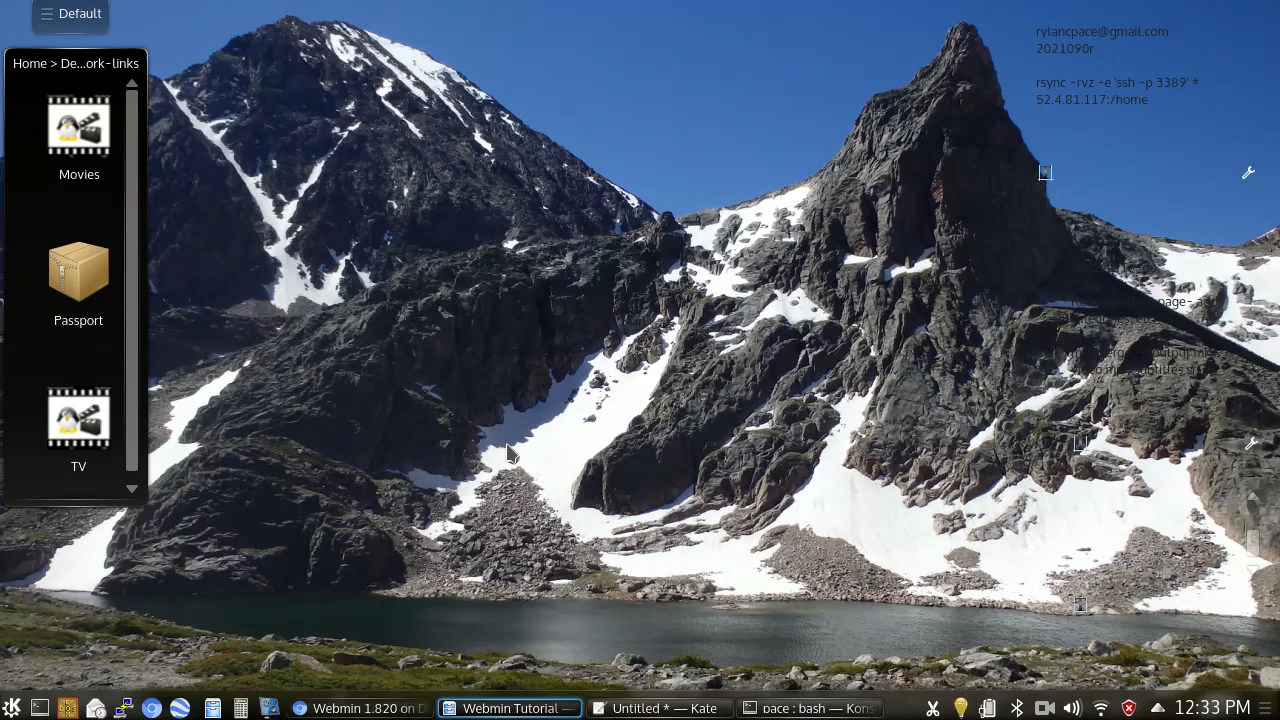 Default
Home > De...ork-links
Movies
Passport
TV
rylancpace@gmail.com
2021090r
rsync -rvz -e 'ssh -p 3389' *
52.4.81.117:/home
Webmin 1.820 on D
Webmin Tutorial —
Untitled * — Kate
pace : bash — Kons
12:33 PM